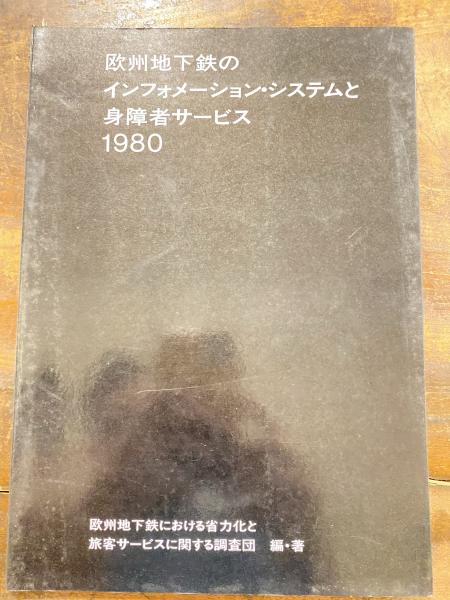 欧州地下鉄の
インフォメーション・システムと
身障者サービス
1980
欧州地下鉄における省力化と
旅客サービスに関する調査団　編・著